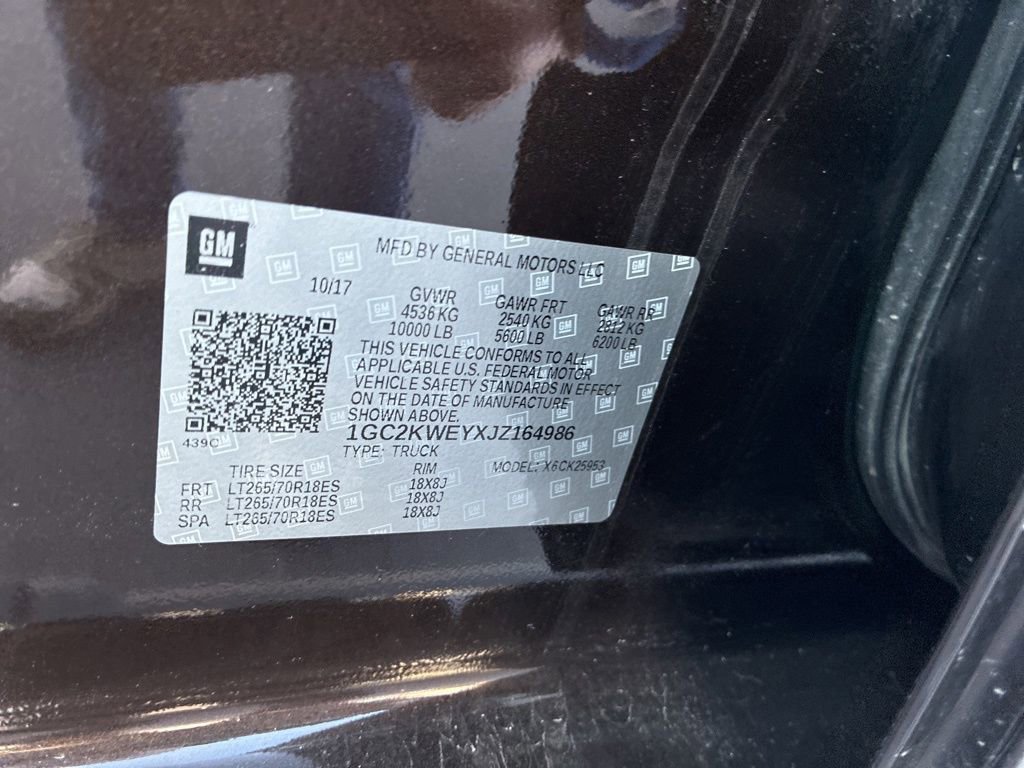 GM
MFD BY GENERAL MOTORS LLC
10/17
GVWR GAWR FRT GAWR RR
4536 KG 2540 KG 2812 KG
10000 LB 5600 LB 6200 LB
THIS VEHICLE CONFORMS TO ALL
APPLICABLE U.S. FEDERAL MOTOR
VEHICLE SAFETY STANDARDS IN EFFECT
ON THE DATE OF MANUFACTURE
SHOWN ABOVE.
439C
1GC2KWEYXJZ164986
TYPE: TRUCK MODEL: X6CK25953
TIRE SIZE RIM
FRT LT265/70R18ES 18X8J
RR LT265/70R18ES 18X8J
SPA LT265/70R18ES 18X8J